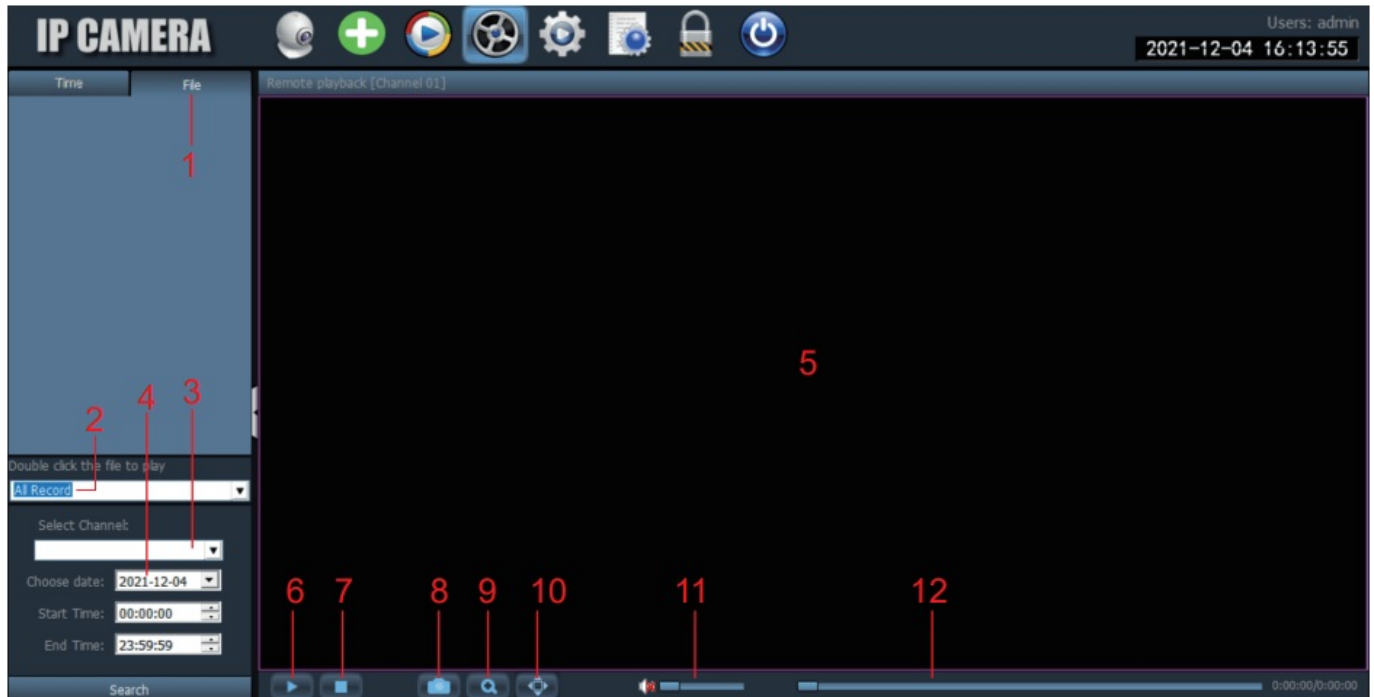 IP CAMERA
Users: admin
2021-12-04 16:13:55
Time File
Remote playback [Channel 01]
1
5
4 3
2
Double click the file to play
All Record
Select Channel:
Choose date: 2021-12-04
6 7 8 9 10 11 12
Start Time: 00:00:00
End Time: 23:59:59
Search
0:00:00/0:00:00